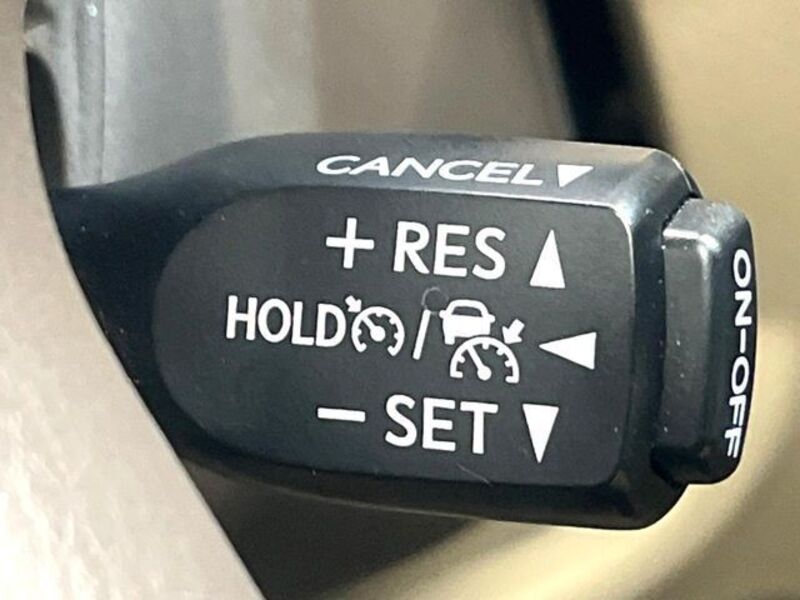 CANCEL▼
+ RES ▲
HOLD / ◀
− SET ▼
ON-OFF